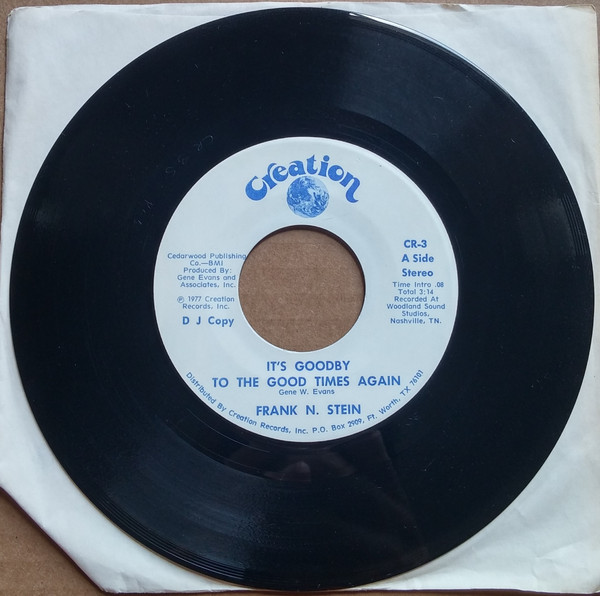 Creation
Cedarwood Publishing
Co.—BMI
Produced By:
Gene Evans and
Associates, Inc.
℗ 1977 Creation
Records, Inc.
D J Copy
CR-3
A Side
Stereo
Time Intro .08
Total 3:14
Recorded At
Woodland Sound
Studios,
Nashville, TN.
IT'S GOODBY
TO THE GOOD TIMES AGAIN
Gene W. Evans
FRANK N. STEIN
Distributed By Creation Records, Inc. P.O. Box 2909, Ft. Worth, TX 76101